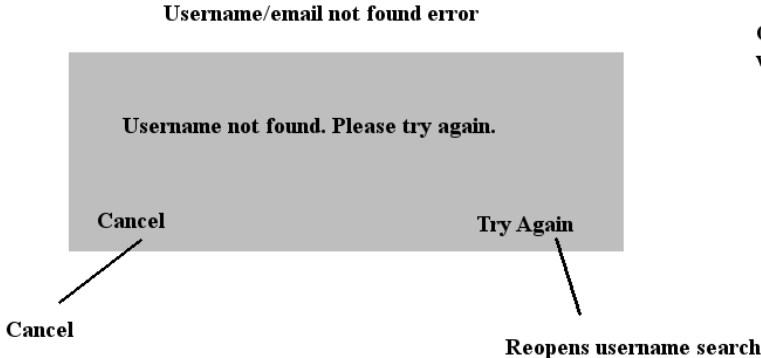 Username/email not found error
Username not found. Please try again.
Cancel
Try Again
Cancel
Reopens username search